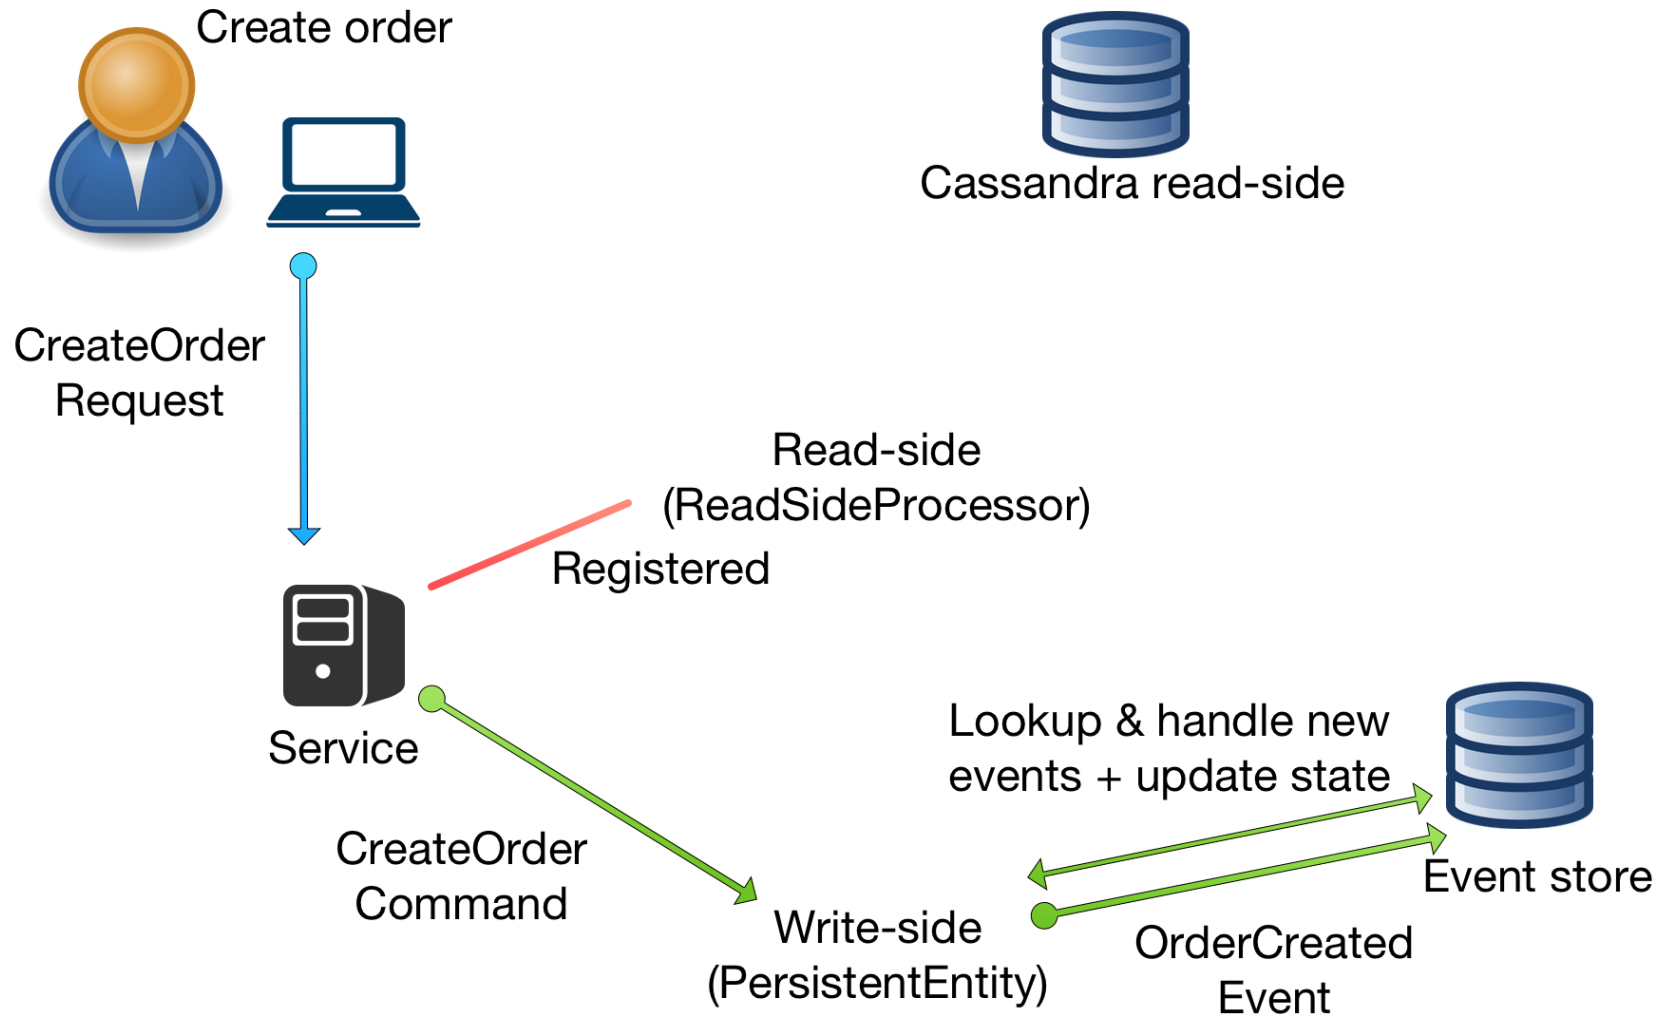 Create order
Cassandra read-side
CreateOrder
Request
Read-side
(ReadSideProcessor)
Registered
Service
Lookup & handle new
events + update state
CreateOrder
Command
Event store
Write-side
(PersistentEntity)
OrderCreated
Event